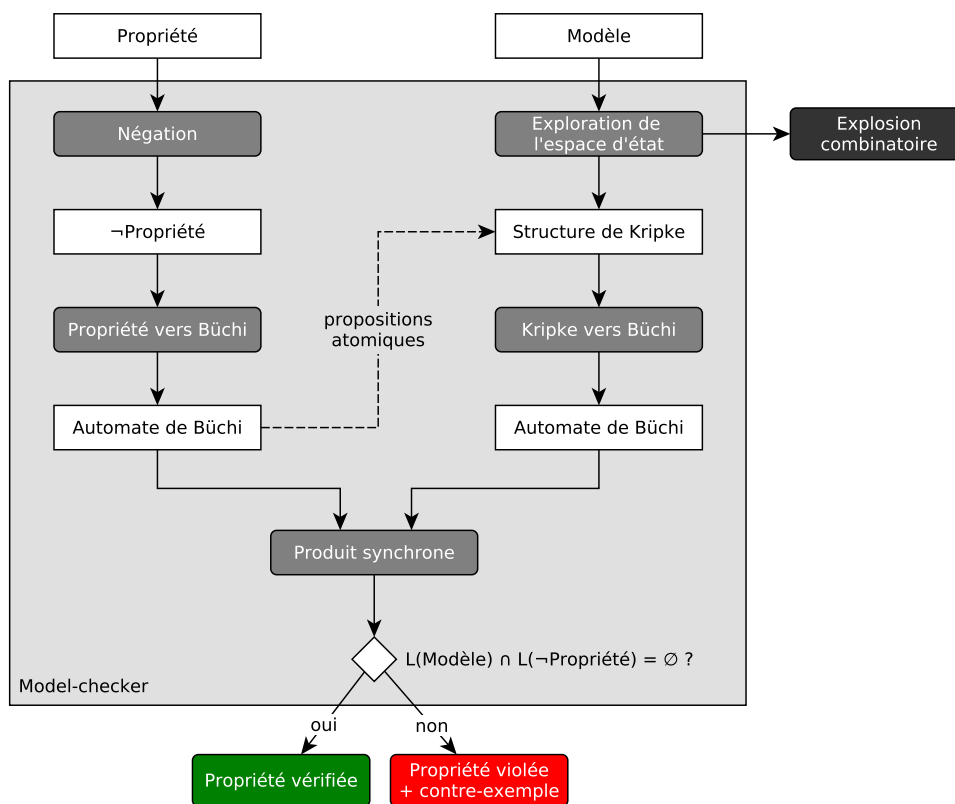 Propriété
Modèle
Négation
Exploration de
l'espace d'état
Explosion
combinatoire
¬Propriété
Structure de Kripke
propositions
atomiques
Propriété vers Büchi
Kripke vers Büchi
Automate de Büchi
Automate de Büchi
Produit synchrone
L(Modèle) ∩ L(¬Propriété) = ∅ ?
Model-checker
oui
non
Propriété vérifiée
Propriété violée
+ contre-exemple